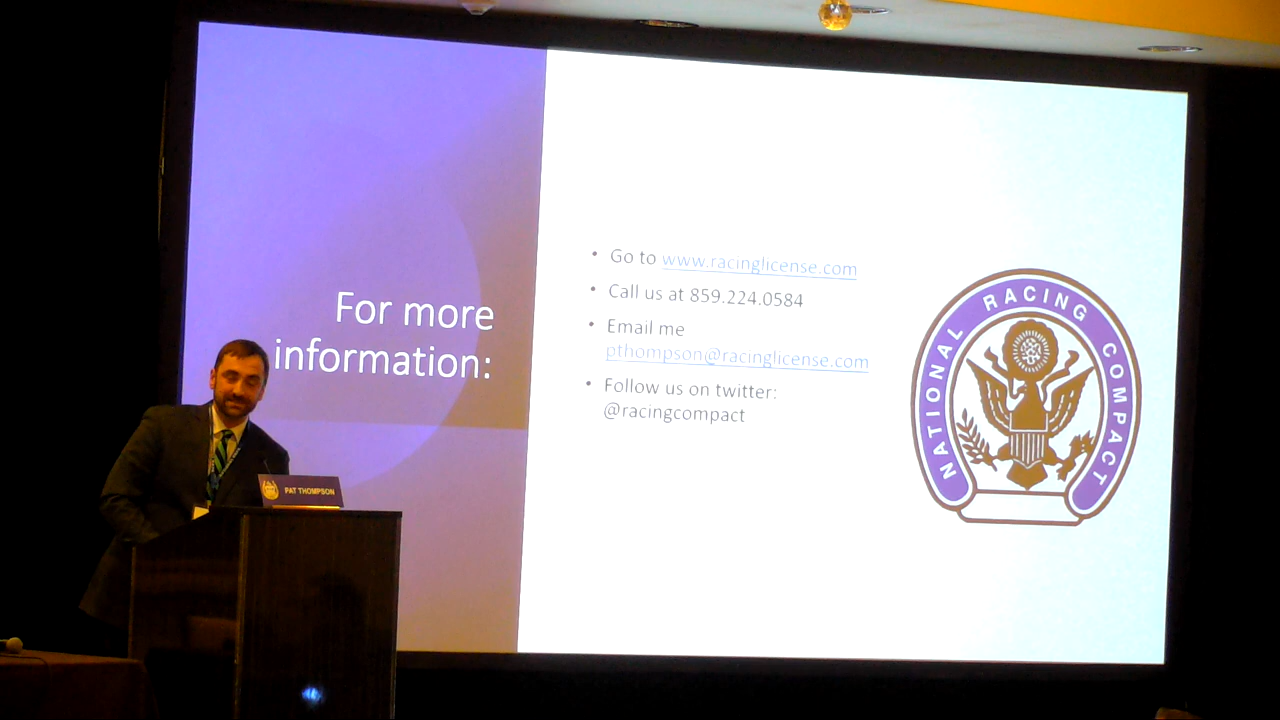 For more
information:
• Go to www.racinglicense.com
• Call us at 859.224.0584
• Email me
pthompson@racinglicense.com
• Follow us on twitter:
@racingcompact
NATIONAL RACING COMPACT
PAT THOMPSON